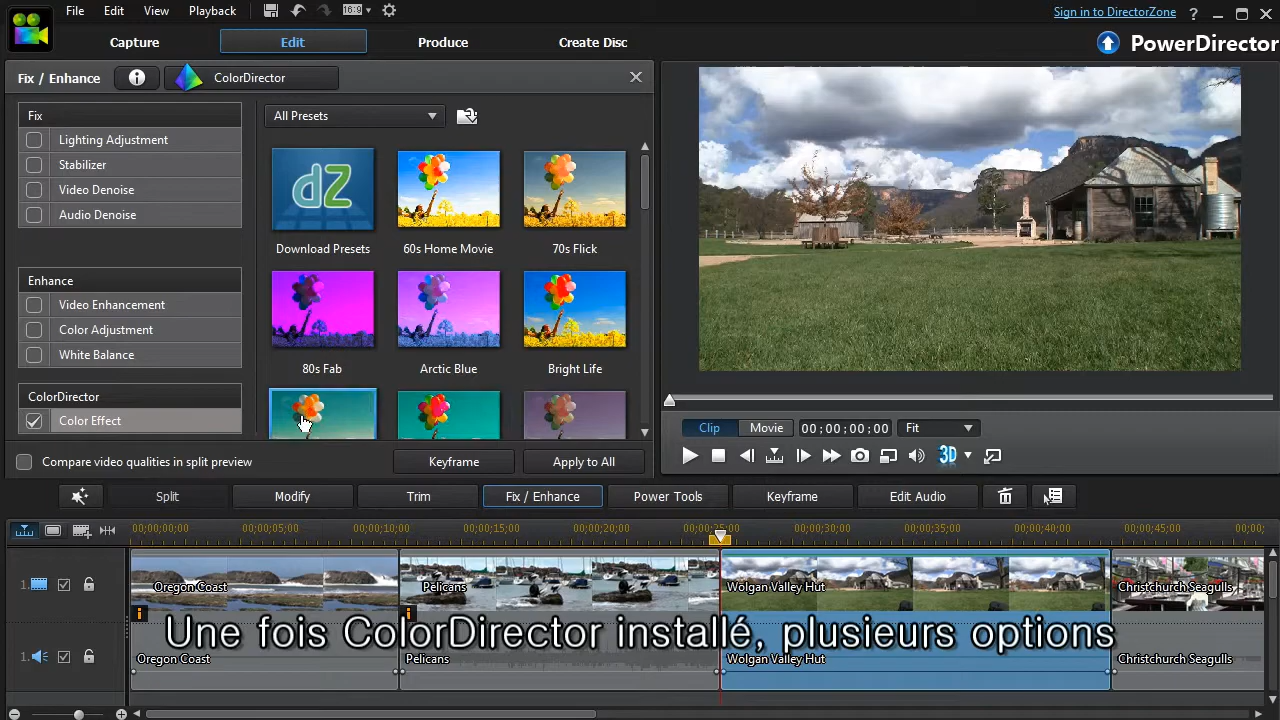 File Edit View Playback 16:9 Sign in to DirectorZone ?
Capture Edit Produce Create Disc PowerDirector
Fix / Enhance ColorDirector
Fix
Lighting Adjustment
Stabilizer
Video Denoise
Audio Denoise
Enhance
Video Enhancement
Color Adjustment
White Balance
ColorDirector
Color Effect
All Presets
dZ
Download Presets 60s Home Movie 70s Flick
80s Fab Arctic Blue Bright Life
Compare video qualities in split preview Keyframe Apply to All
Clip Movie 00;00;00;00 Fit
3D
Split Modify Trim Fix / Enhance Power Tools Keyframe Edit Audio
00;00;00;00 00;00;05;00 00;00;10;00 00;00;15;00 00;00;20;00 00;00;25;00 00;00;30;00 00;00;35;00 00;00;40;00 00;00;45;00 00;00;
1. Oregon Coast Pelicans Wolgan Valley Hut Christchurch Seagulls
Une fois ColorDirector installé, plusieurs options
1. Oregon Coast Pelicans Wolgan Valley Hut Christchurch Seagulls